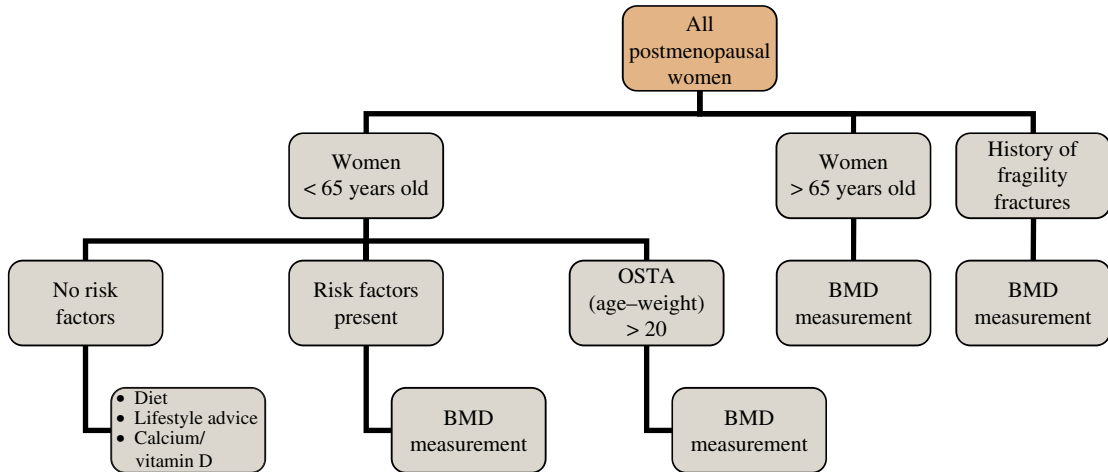 All
postmenopausal
women
Women
< 65 years old
Women
> 65 years old
History of
fragility
fractures
No risk
factors
Risk factors
present
OSTA
(age–weight)
> 20
BMD
measurement
BMD
measurement
• Diet
• Lifestyle advice
• Calcium/
vitamin D
BMD
measurement
BMD
measurement